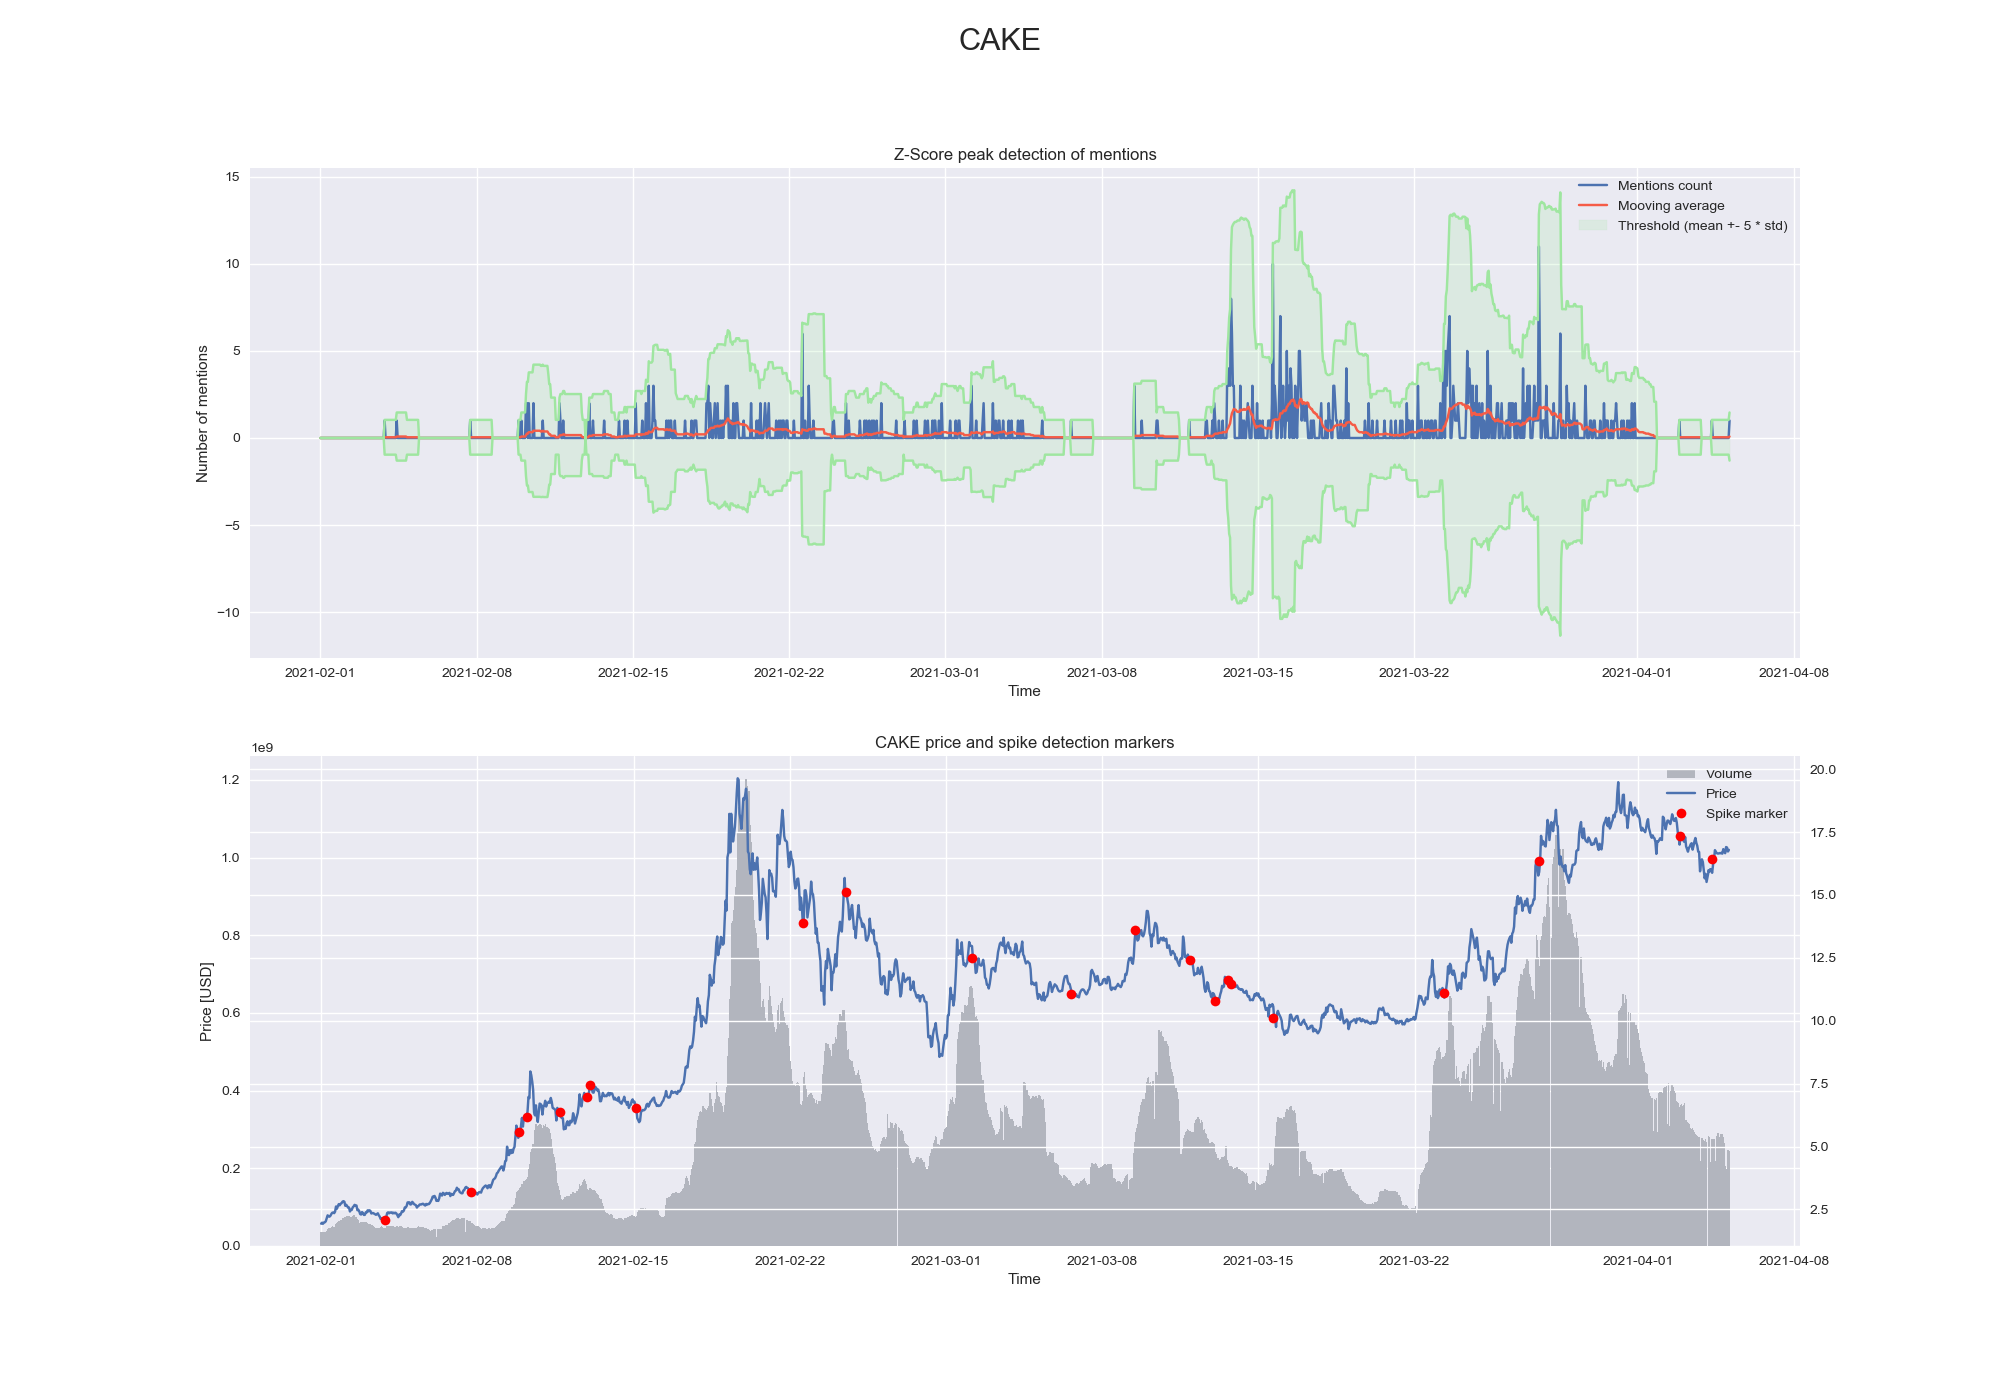 CAKE
Z-Score peak detection of mentions
15
10
5
0
−5
−10
Number of mentions
Mentions count
Mooving average
Threshold (mean +- 5 * std)
2021-02-01 2021-02-08 2021-02-15 2021-02-22 2021-03-01 2021-03-08 2021-03-15 2021-03-22 2021-04-01 2021-04-08
Time
CAKE price and spike detection markers
1e9
1.2
1.0
0.8
0.6
0.4
0.2
0.0
Price [USD]
Volume
Price
Spike marker
20.0
17.5
15.0
12.5
10.0
7.5
5.0
2.5
2021-02-01 2021-02-08 2021-02-15 2021-02-22 2021-03-01 2021-03-08 2021-03-15 2021-03-22 2021-04-01 2021-04-08
Time